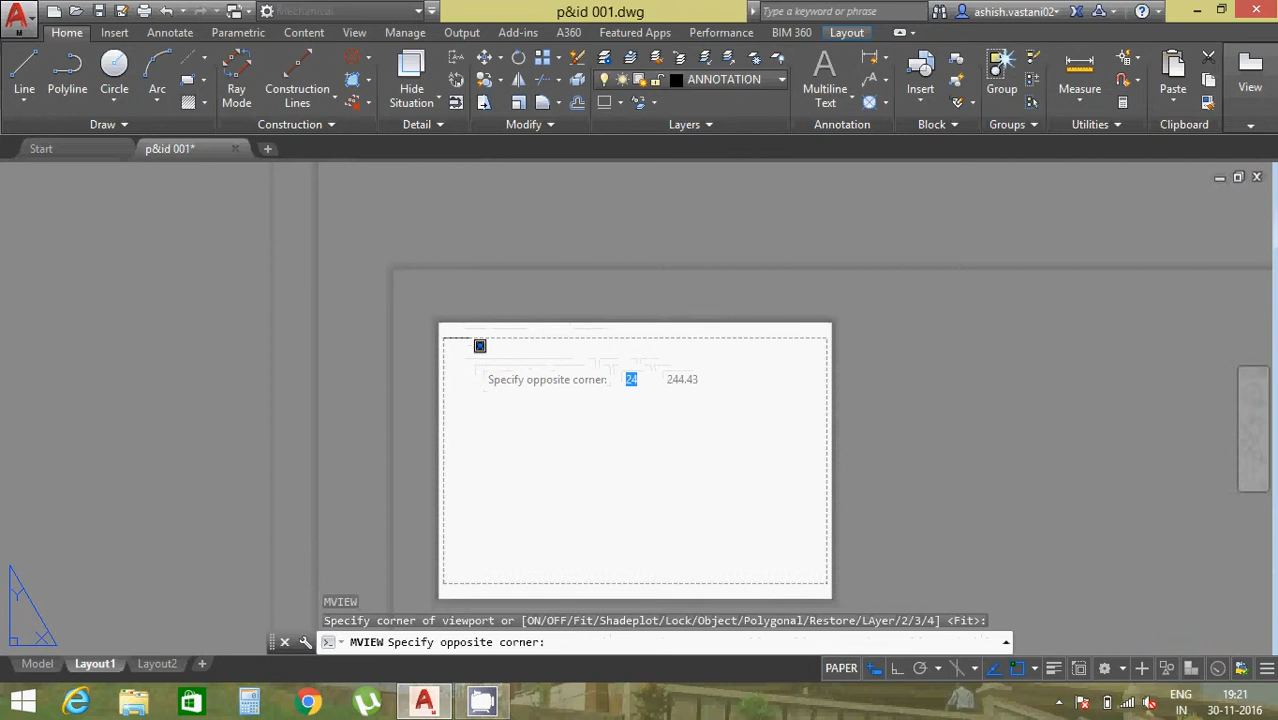 Mechanical
p&id 001.dwg
Type a keyword or phrase
ashish.vastani02
M
Home Insert Annotate Parametric Content View Manage Output Add-ins A360 Featured Apps Performance BIM 360 Layout
Line Polyline Circle Arc Ray Mode Construction Lines Hide Situation ANNOTATION Multiline Text Insert Group Measure Paste View
Draw Construction Detail Modify Layers Annotation Block Groups Utilities Clipboard
Start p&id 001*
Specify opposite corner: 24 244.43
Y
X
MVIEW
Specify corner of viewport or [ON/OFF/Fit/Shadeplot/Lock/Object/Polygonal/Restore/LAyer/2/3/4] <Fit>:
MVIEW Specify opposite corner:
Model Layout1 Layout2 PAPER
ENG 19:21
IN 30-11-2016